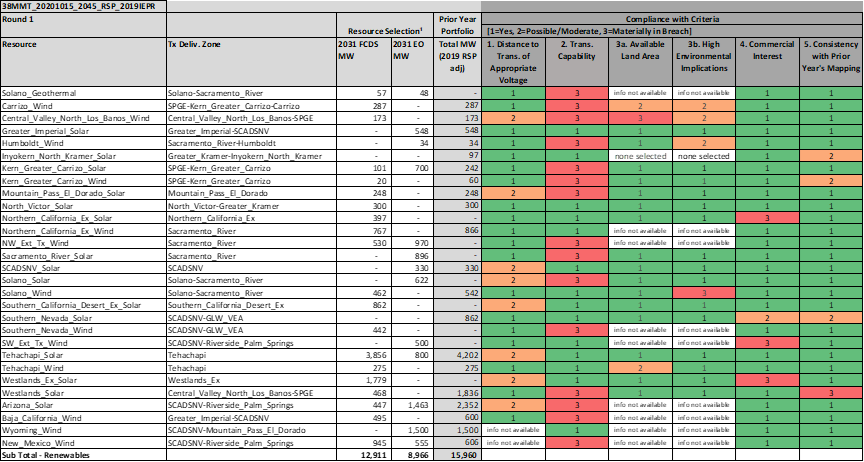 38MMT_20201015_2045_RSP_2019IEPR
Round 1 Resource Selection¹ Prior Year Portfolio Compliance with Criteria
[1=Yes, 2=Possible/Moderate, 3=Materially in Breach]
Resource Tx Deliv. Zone 2031 FCDS MW 2031 EO MW Total MW (2019 RSP adj) 1. Distance to Trans. of Appropriate Voltage 2. Trans. Capability 3a. Available Land Area 3b. High Environmental Implications 4. Commercial Interest 5. Consistency with Prior Year's Mapping
Solano_Geothermal Solano-Sacramento_River 57 48 - 1 3 info not available info not available 1 1
Carrizo_Wind SPGE-Kern_Greater_Carrizo-Carrizo 287 - 287 1 3 2 2 1 1
Central_Valley_North_Los_Banos_Wind Central_Valley_North_Los_Banos-SPGE 173 - 173 2 3 3 2 1 1
Greater_Imperial_Solar Greater_Imperial-SCADSNV - 548 548 1 1 1 1 1 1
Humboldt_Wind Sacramento_River-Humboldt - 34 34 1 3 1 2 1 1
Inyokern_North_Kramer_Solar Greater_Kramer-Inyokern_North_Kramer - - 97 1 1 none selected none selected 1 2
Kern_Greater_Carrizo_Solar SPGE-Kern_Greater_Carrizo 101 700 242 1 3 1 1 1 1
Kern_Greater_Carrizo_Wind SPGE-Kern_Greater_Carrizo 20 - 60 1 3 1 1 1 2
Mountain_Pass_El_Dorado_Solar Mountain_Pass_El_Dorado 248 - 248 2 3 1 1 1 1
North_Victor_Solar North_Victor-Greater_Kramer 300 - 300 1 1 1 1 1 1
Northern_California_Ex_Solar Northern_California_Ex 397 - - 1 1 1 1 3 1
Northern_California_Ex_Wind Sacramento_River 767 - 866 1 1 info not available info not available 1 1
NW_Ext_Tx_Wind Sacramento_River 530 970 - 1 3 info not available info not available 1 1
Sacramento_River_Solar Sacramento_River - 896 - 1 3 1 1 1 1
SCADSNV_Solar SCADSNV - 330 330 2 1 1 1 1 1
Solano_Solar Solano-Sacramento_River - 622 - 2 3 1 1 1 1
Solano_Wind Solano-Sacramento_River 462 - 542 1 1 1 3 1 1
Southern_California_Desert_Ex_Solar Southern_California_Desert_Ex 862 - - 2 1 1 1 1 1
Southern_Nevada_Solar SCADSNV-GLW_VEA - - 862 1 1 1 1 2 2
Southern_Nevada_Wind SCADSNV-GLW_VEA 442 - - 1 3 info not available info not available 1 1
SW_Ext_Tx_Wind SCADSNV-Riverside_Palm_Springs - 500 - 1 1 info not available info not available 3 1
Tehachapi_Solar Tehachapi 3,856 800 4,202 2 1 1 1 1 1
Tehachapi_Wind Tehachapi 275 - 275 1 1 2 1 1 1
Westlands_Ex_Solar Westlands_Ex 1,779 - - 2 1 1 1 3 1
Westlands_Solar Central_Valley_North_Los_Banos-SPGE 468 - 1,836 1 3 1 1 1 3
Arizona_Solar SCADSNV-Riverside_Palm_Springs 447 1,463 2,352 2 3 info not available info not available 1 1
Baja_California_Wind Greater_Imperial-SCADSNV 495 - 600 1 3 info not available info not available 1 1
Wyoming_Wind SCADSNV-Mountain_Pass_El_Dorado - 1,500 1,500 info not available 1 info not available info not available 1 1
New_Mexico_Wind SCADSNV-Riverside_Palm_Springs 945 555 606 info not available 3 info not available info not available 1 1
Sub Total - Renewables 12,911 8,966 15,960